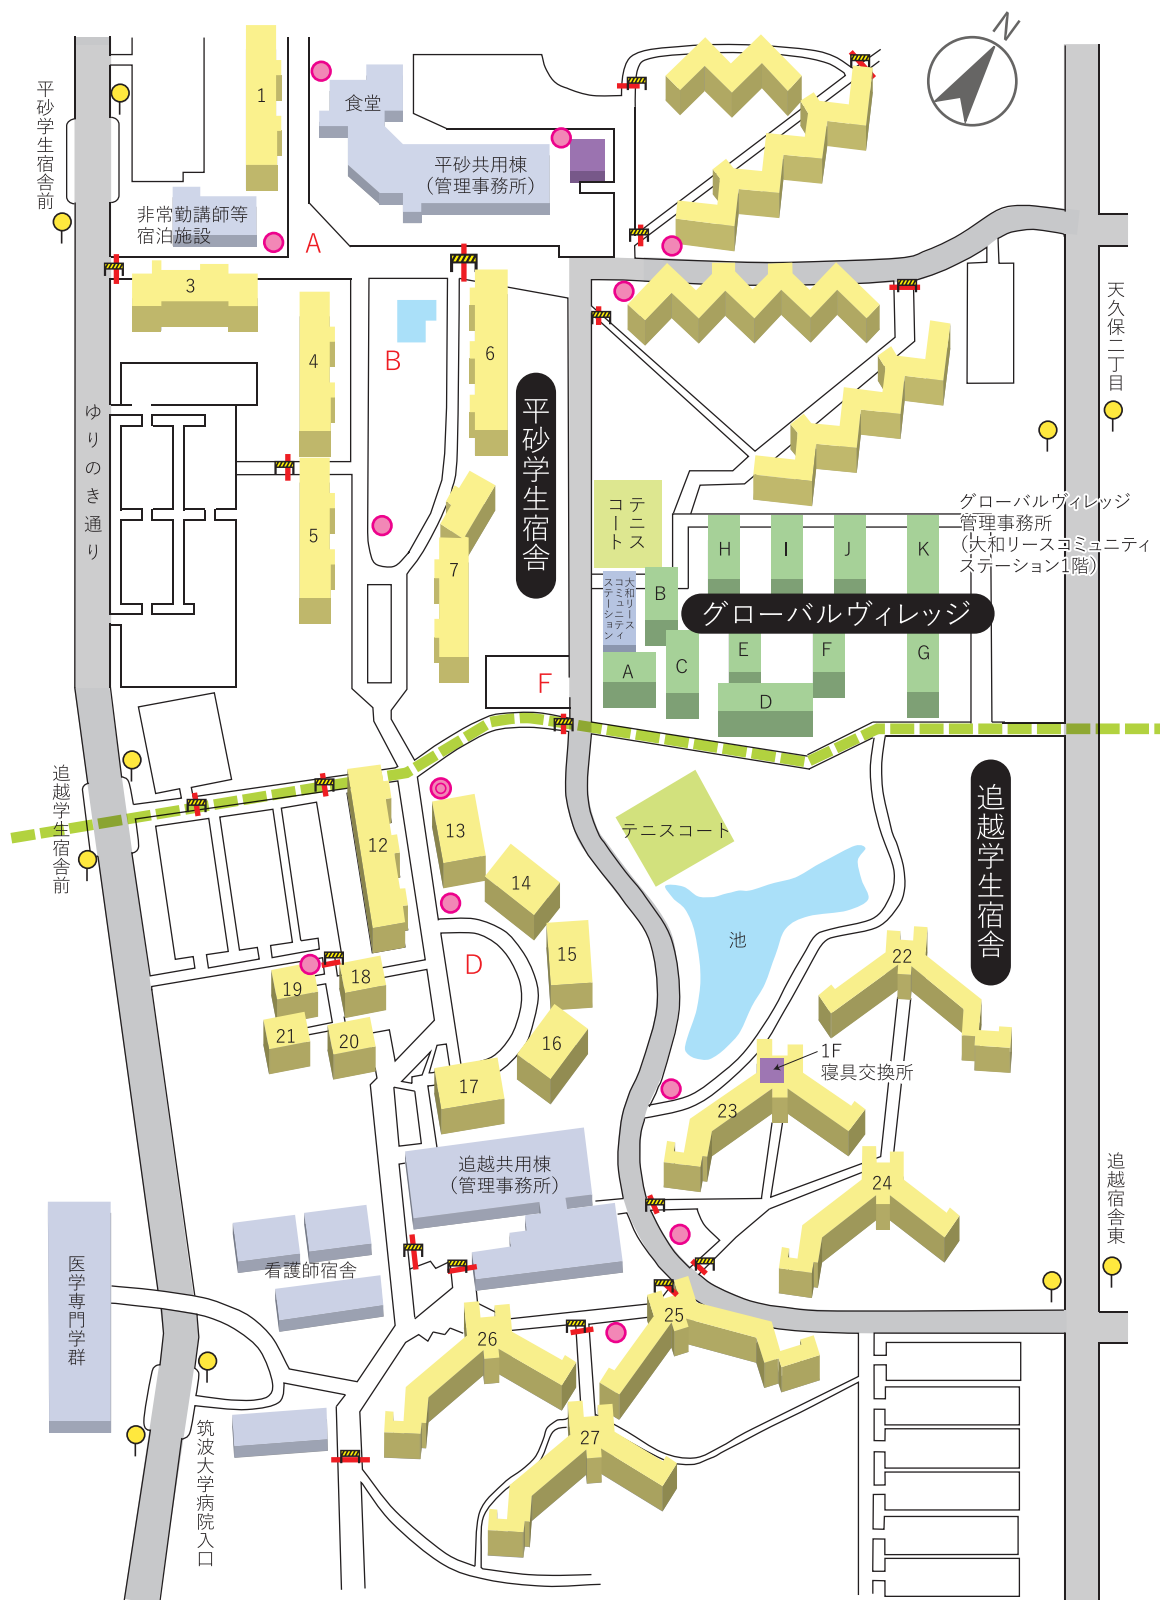 N
平砂学生宿舎前
1
食堂
平砂共用棟
(管理事務所)
非常勤講師等
宿泊施設
A
3
4
B
6
天久保二丁目
平砂学生宿舎
ゆりのき通り
5
7
テニス
コート
グローバルヴィレッジ
管理事務所
(大和リースコミュニティ
ステーション1階)
H
I
J
K
大和リース
コミュニティ
ステーション
B
グローバルヴィレッジ
A
C
E
F
G
D
F
追越学生宿舎前
12
13
テニスコート
追越学生宿舎
14
15
池
22
D
19
18
21
20
16
17
1F
寝具交換所
23
追越共用棟
(管理事務所)
24
追越宿舎東
医学専門学群
看護師宿舎
25
26
27
筑波大学病院入口